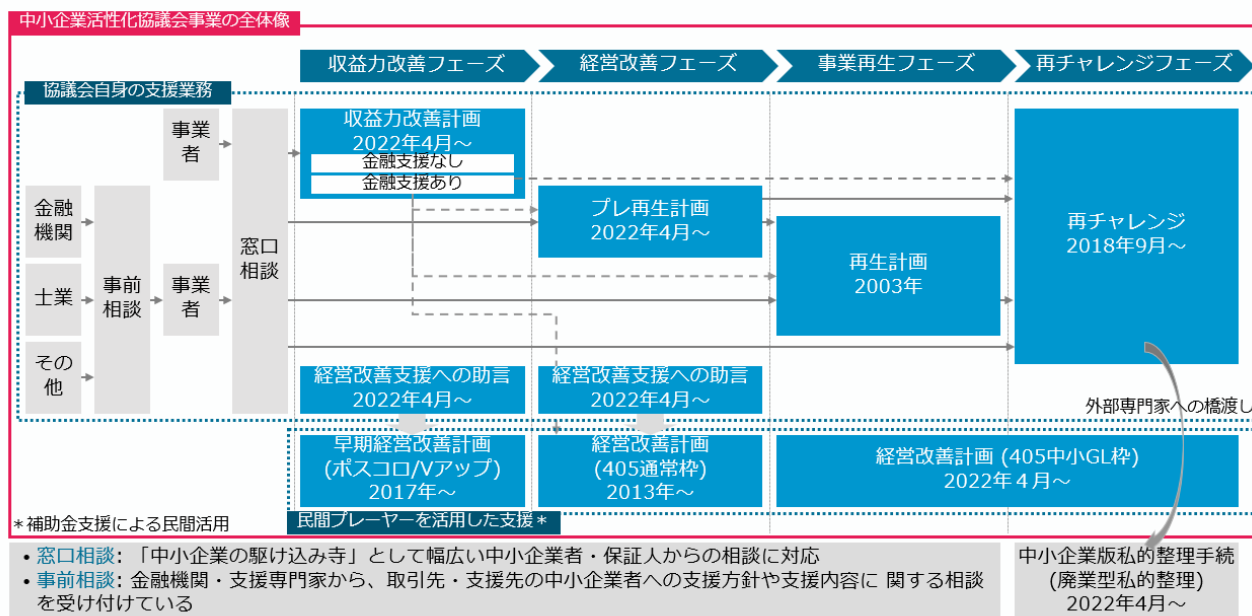 中小企業活性化協議会事業の全体像
収益力改善フェーズ
経営改善フェーズ
事業再生フェーズ
再チャレンジフェーズ
協議会自身の支援業務
事業
者
金融
機関
士業
その
他
事前
相談
事業
者
窓口
相談
収益力改善計画
2022年4月～
金融支援なし
金融支援あり
プレ再生計画
2022年4月～
再生計画
2003年
再チャレンジ
2018年9月～
経営改善支援への助言
2022年4月～
経営改善支援への助言
2022年4月～
外部専門家への橋渡し
早期経営改善計画
(ポスコロ/Vアップ)
2017年～
経営改善計画
(405通常枠)
2013年～
経営改善計画 (405中小GL枠)
2022年４月～
＊補助金支援による民間活用
民間プレーヤーを活用した支援＊
• 窓口相談: 「中小企業の駆け込み寺」として幅広い中小企業者・保証人からの相談に対応
• 事前相談: 金融機関・支援専門家から、取引先・支援先の中小企業者への支援方針や支援内容に 関する相談
を受け付けている
中小企業版私的整理手続
(廃業型私的整理)
2022年4月～